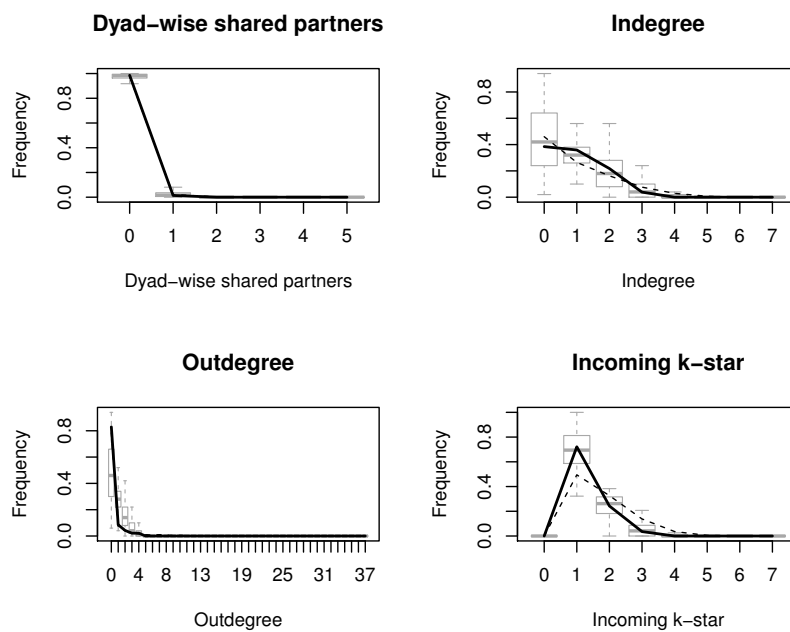 Dyad−wise shared partners
Frequency
0.0 0.4 0.8
0 1 2 3 4 5
Dyad−wise shared partners
Indegree
Frequency
0.0 0.4 0.8
0 1 2 3 4 5 6 7
Indegree
Outdegree
Frequency
0.0 0.4 0.8
0 4 8 13 19 25 31 37
Outdegree
Incoming k−star
Frequency
0.0 0.4 0.8
0 1 2 3 4 5 6 7
Incoming k−star